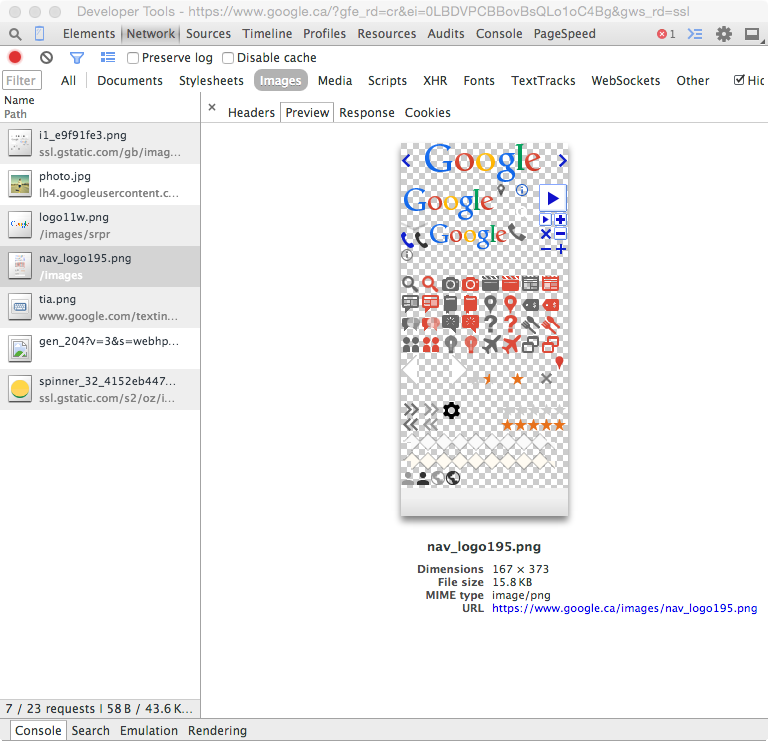 Developer Tools - https://www.google.ca/?gfe_rd=cr&ei=0LBDVPCBBovBsQLo1oC4Bg&gws_rd=ssl
Elements Network Sources Timeline Profiles Resources Audits Console PageSpeed 1
Preserve log Disable cache
Filter All Documents Stylesheets Images Media Scripts XHR Fonts TextTracks WebSockets Other Hic
Name
Path
× Headers Preview Response Cookies
i1_e9f91fe3.png
ssl.gstatic.com/gb/imag...
photo.jpg
lh4.googleusercontent.c...
logo11w.png
/images/srpr
nav_logo195.png
/images
tia.png
www.google.com/textin...
gen_204?v=3&s=webhp...
spinner_32_4152eb447...
ssl.gstatic.com/s2/oz/i...
Google
Google
Google
nav_logo195.png
Dimensions 167 × 373
File size 15.8 KB
MIME type image/png
URL https://www.google.ca/images/nav_logo195.png
7 / 23 requests | 58 B / 43.6 K...
Console Search Emulation Rendering